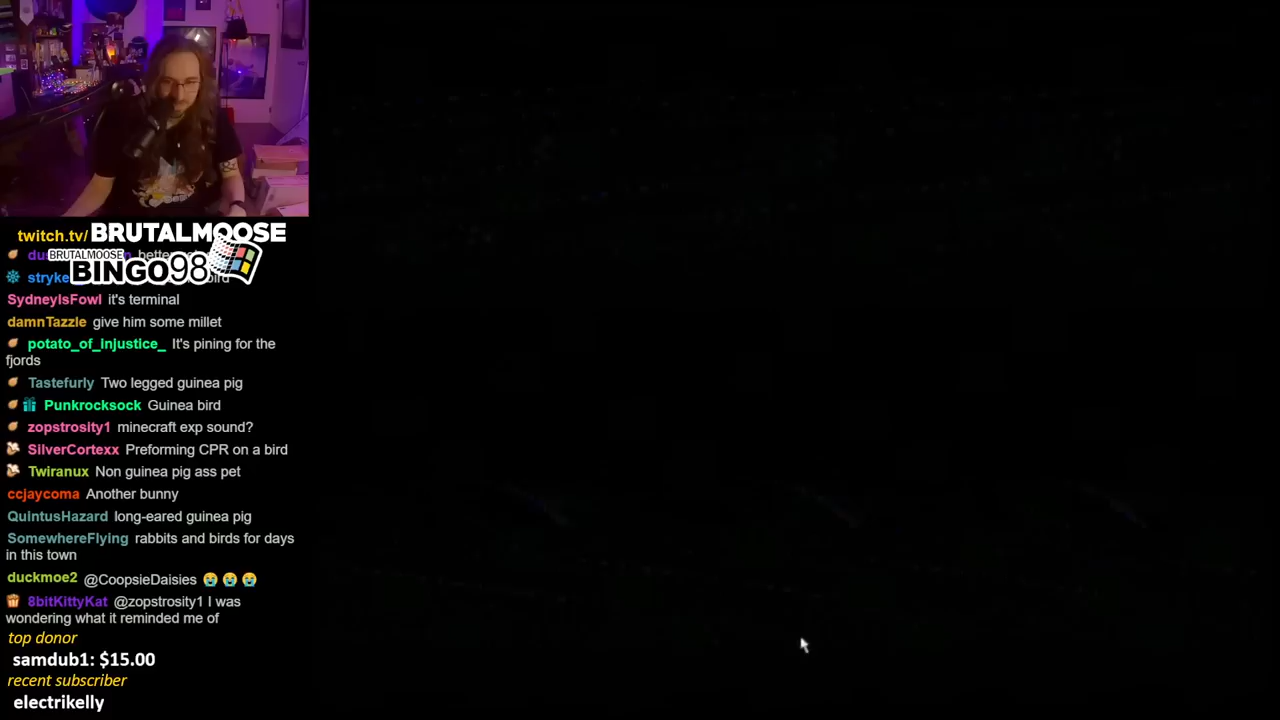 twitch.tv/BRUTALMOOSE
BRUTALMOOSE
BINGO98
stryke
SydneyIsFowl it's terminal
damnTazzle give him some millet
potato_of_injustice_ It's pining for the
fjords
Tastefurly Two legged guinea pig
Punkrocksock Guinea bird
zopstrosity1 minecraft exp sound?
SilverCortexx Preforming CPR on a bird
Twiranux Non guinea pig ass pet
ccjaycoma Another bunny
QuintusHazard long-eared guinea pig
SomewhereFlying rabbits and birds for days
in this town
duckmoe2 @CoopsieDaisies 😭 😭 😭
8bitKittyKat @zopstrosity1 I was
wondering what it reminded me of
top donor
samdub1: $15.00
recent subscriber
electrikelly